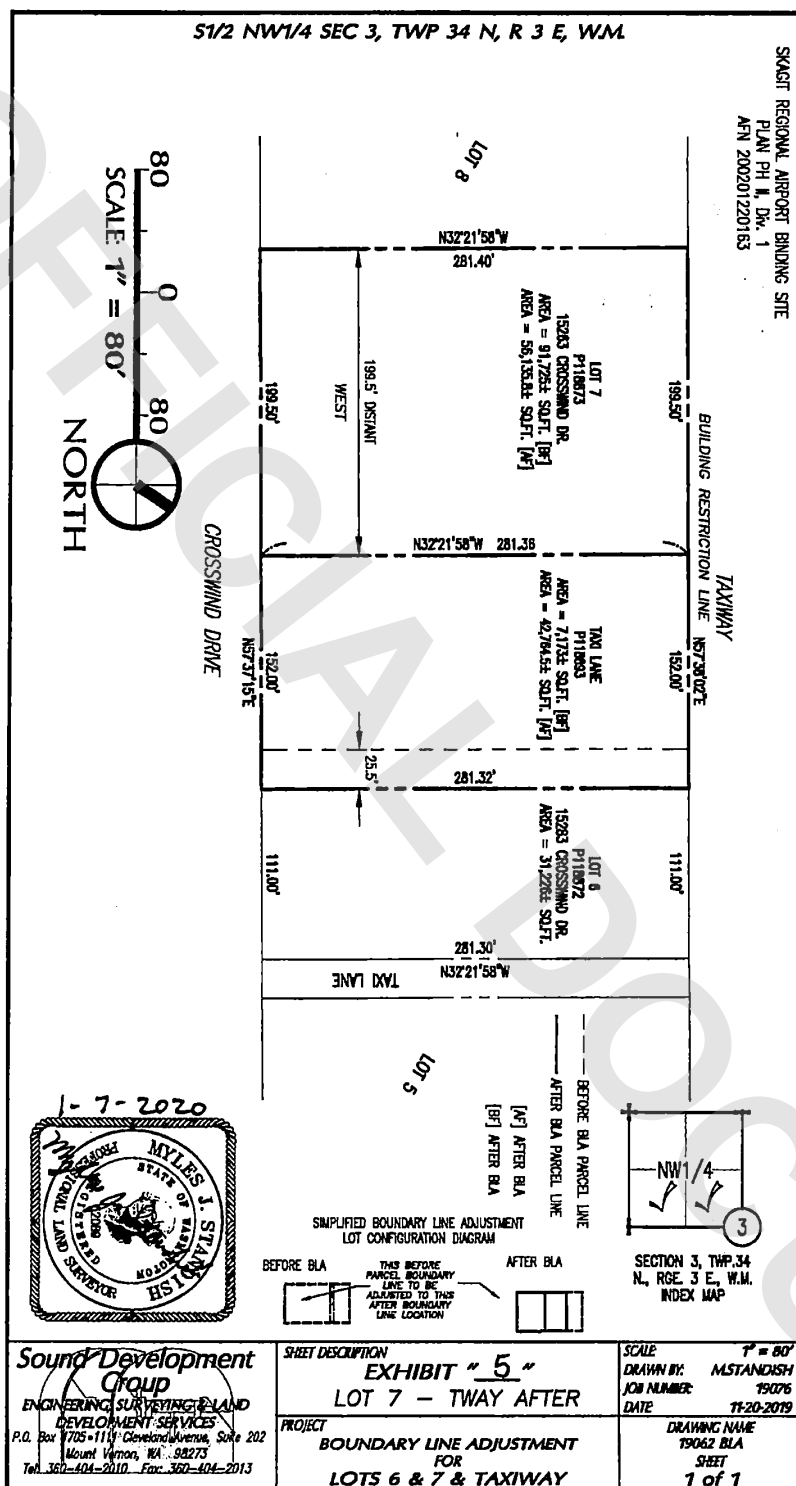 S1/2 NW1/4 SEC 3, TWP 34 N, R 3 E, W.M.
SKAGIT REGIONAL AIRPORT BINDING SITE
PLAN PH II, Div. 1
AFN 200201220163
UNOFFICIAL DOCUMENT
80 0 80
SCALE: 1" = 80'
NORTH
LOT 8
N32°21'58"W
281.40'
199.50'
199.5' DISTANT
WEST
LOT 7
P118673
15263 CROSSWIND DR.
AREA = 91,726± SQ.FT. [BF]
AREA = 56,135.8± SQ.FT. [AF]
199.50'
BUILDING RESTRICTION LINE
TAXIWAY
N32°21'58"W 281.36
CROSSWIND DRIVE
N57°37'15"E
152.00'
TAXI LANE
P118693
AREA = 7,173± SQ.FT. [BF]
AREA = 42,764.5± SQ.FT. [AF]
N57°38'02"E
152.00'
25.5'
281.32'
111.00'
LOT 6
P118672
15283 CROSSWIND DR.
AREA = 31,226± SQ.FT.
111.00'
281.30'
TAXI LANE
N32°21'58"W
LOT 5
BEFORE BLA PARCEL LINE
AFTER BLA PARCEL LINE
[AF] AFTER BLA
[BF] AFTER BLA
NW1/4
3
SECTION 3, TWP.34
N., RGE. 3 E., W.M.
INDEX MAP
1-7-2020
MYLES J. STANDISH
STATE OF WASHINGTON
REGISTERED
PROFESSIONAL LAND SURVEYOR
SIMPLIFIED BOUNDARY LINE ADJUSTMENT
LOT CONFIGURATION DIAGRAM
BEFORE BLA
THIS BEFORE
PARCEL BOUNDARY
LINE TO BE
ADJUSTED TO THIS
AFTER BOUNDARY
LINE LOCATION
AFTER BLA
Sound Development
Group
ENGINEERING, SURVEYING & LAND
DEVELOPMENT SERVICES
P.O. Box 1705•1111 Cleveland Avenue, Suite 202
Mount Vernon, WA 98273
Tel: 360-404-2010 Fax: 360-404-2013
SHEET DESCRIPTION
EXHIBIT " 5 "
LOT 7 – TWAY AFTER
PROJECT
BOUNDARY LINE ADJUSTMENT
FOR
LOTS 6 & 7 & TAXIWAY
SCALE: 1" = 80'
DRAWN BY: MSTANDISH
JOB NUMBER: 19076
DATE 11-20-2019
DRAWING NAME
19062 BLA
SHEET
1 of 1